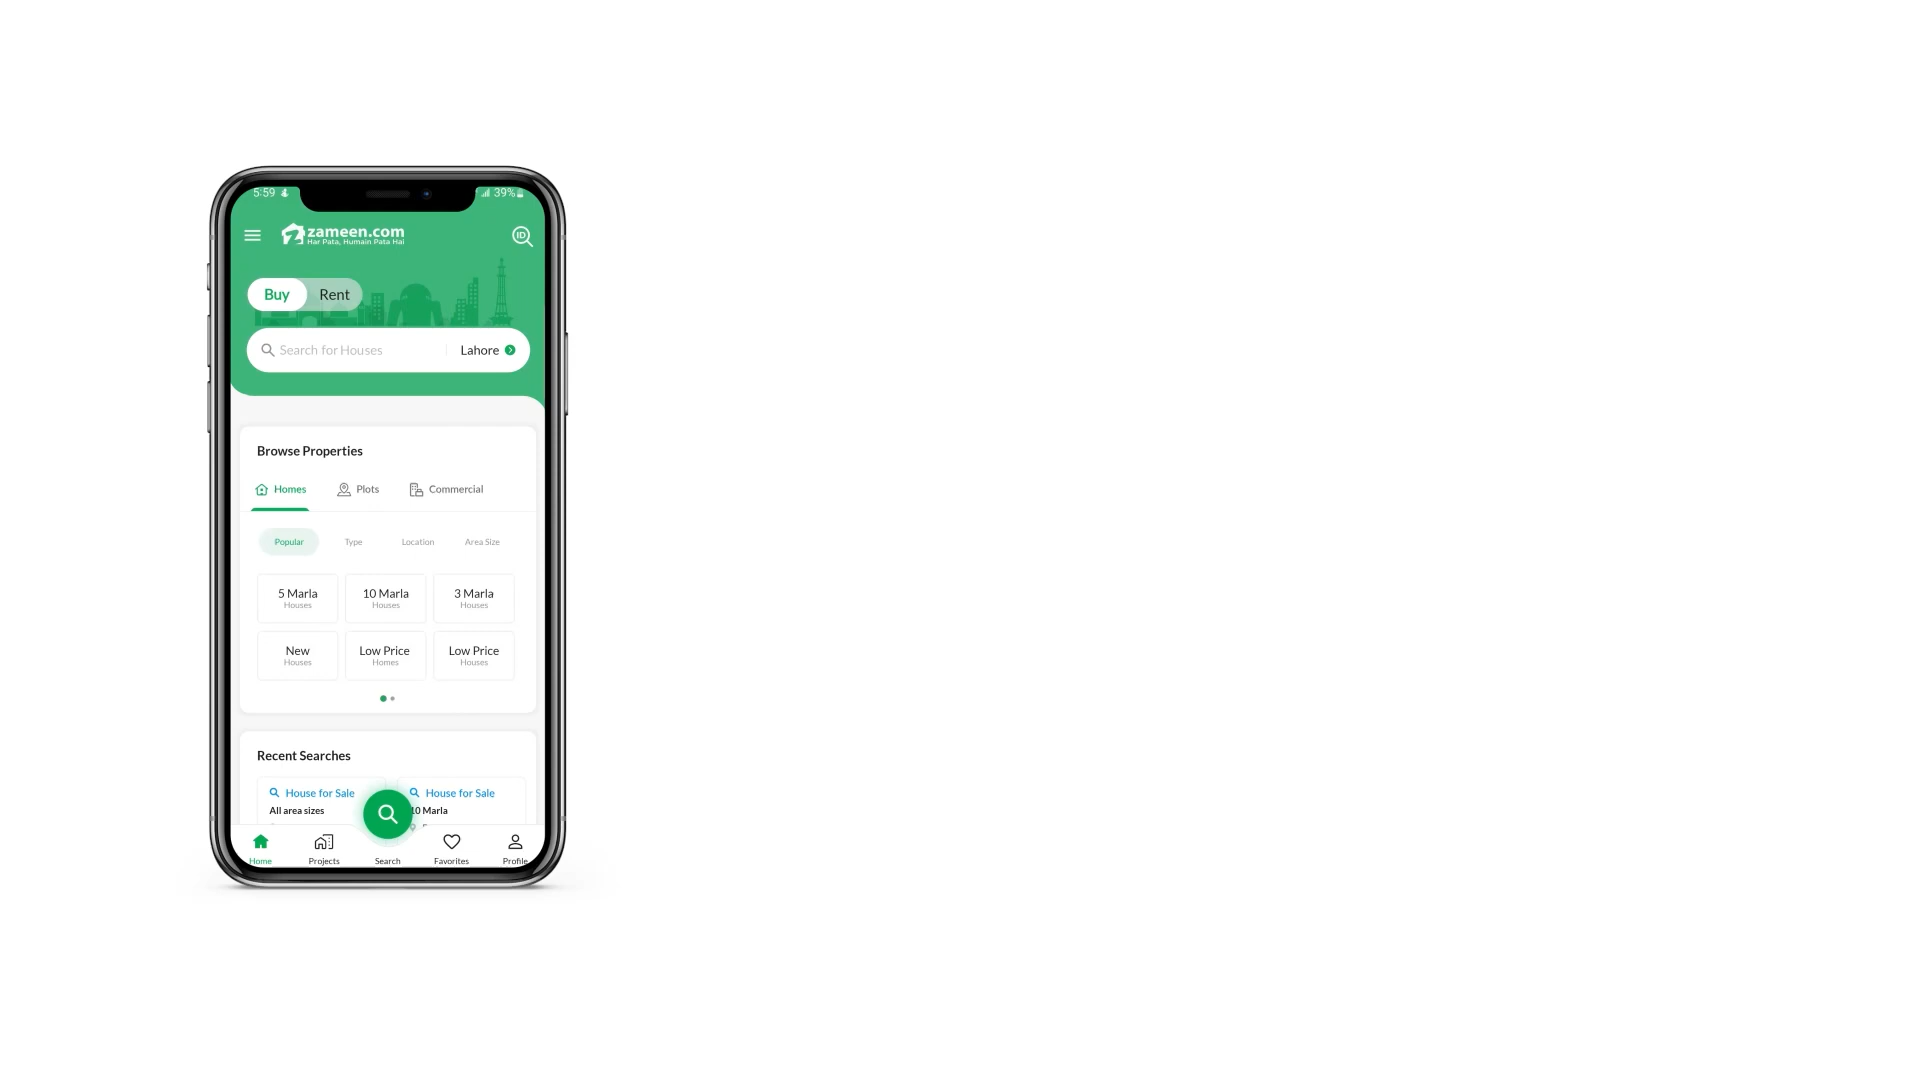 5:59
39%
zameen.com
Har Pata, Humain Pata Hai
ID
Buy Rent
Search for Houses Lahore
Browse Properties
Homes Plots Commercial
Popular Type Location Area Size
5 Marla 10 Marla 3 Marla
Houses Houses Houses
New Low Price Low Price
Houses Homes Houses
Recent Searches
House for Sale House for Sale
All area sizes 10 Marla
Home Projects Search Favorites Profile